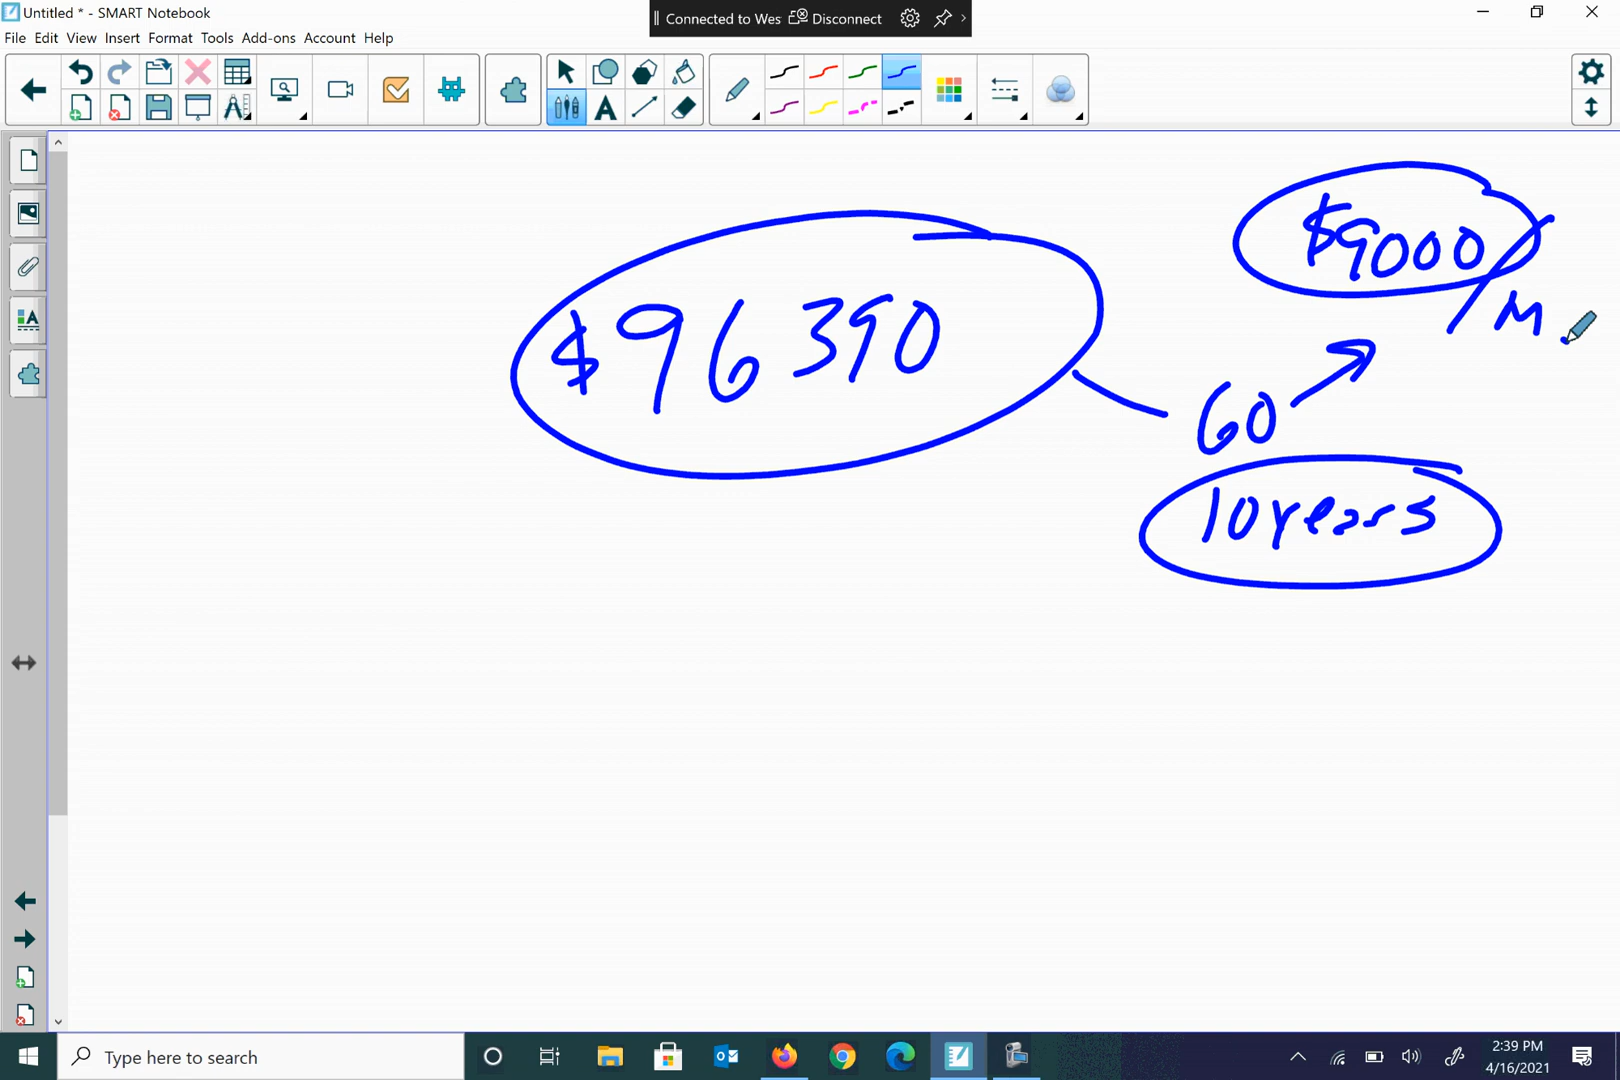 Untitled * - SMART Notebook
Connected to Wes Disconnect
File Edit View Insert Format Tools Add-ons Account Help
$9000/M
$96390
60
10 years
Type here to search
2:39 PM
4/16/2021